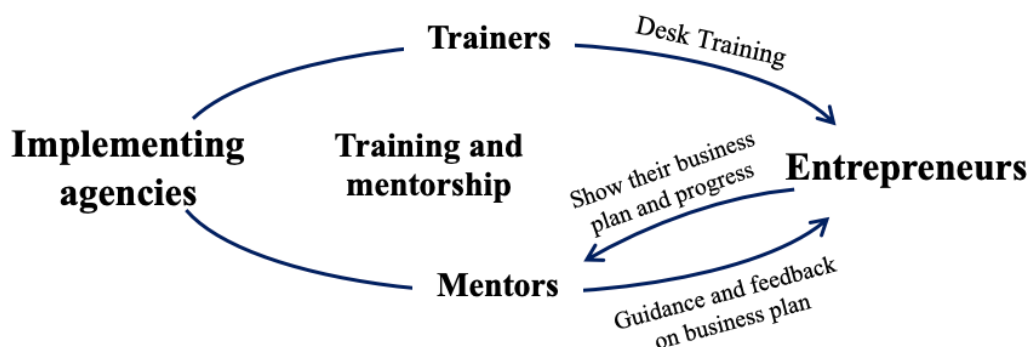 Trainers
Desk Training
Implementing
agencies
Training and
mentorship
Show their business
plan and progress
Entrepreneurs
Mentors
Guidance and feedback
on business plan